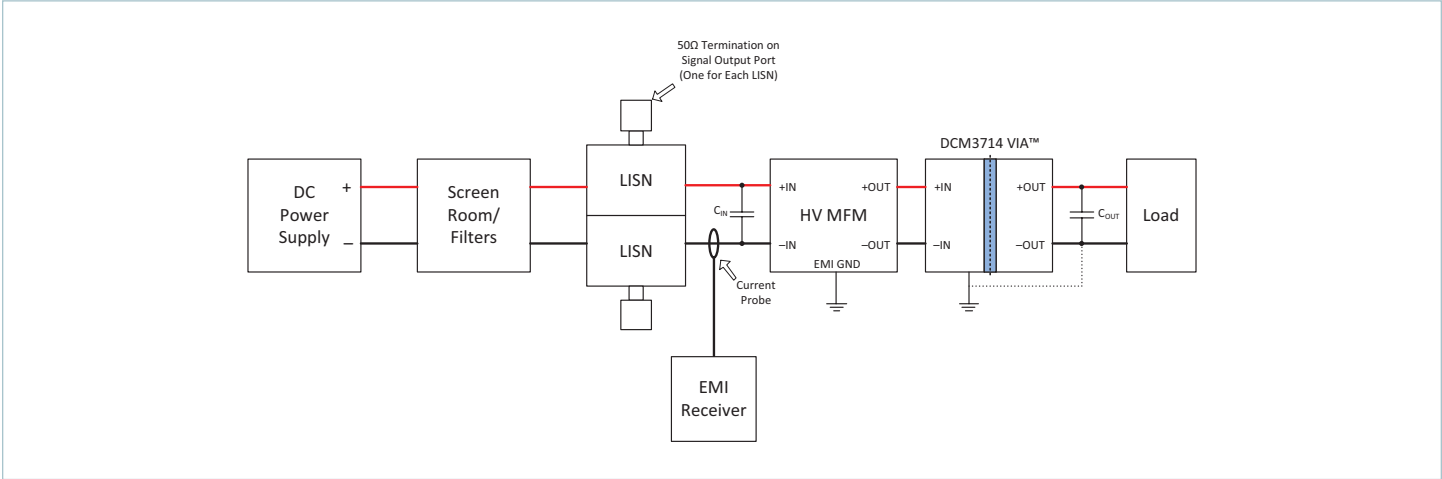 50Ω Termination on
Signal Output Port
(One for Each LISN)
DCM3714 VIA™
DC
Power
Supply
+
–
Screen
Room/
Filters
LISN
LISN
CIN
Current
Probe
+IN
–IN
HV MFM
+OUT
–OUT
EMI GND
+IN
–IN
+OUT
–OUT
COUT
Load
EMI
Receiver